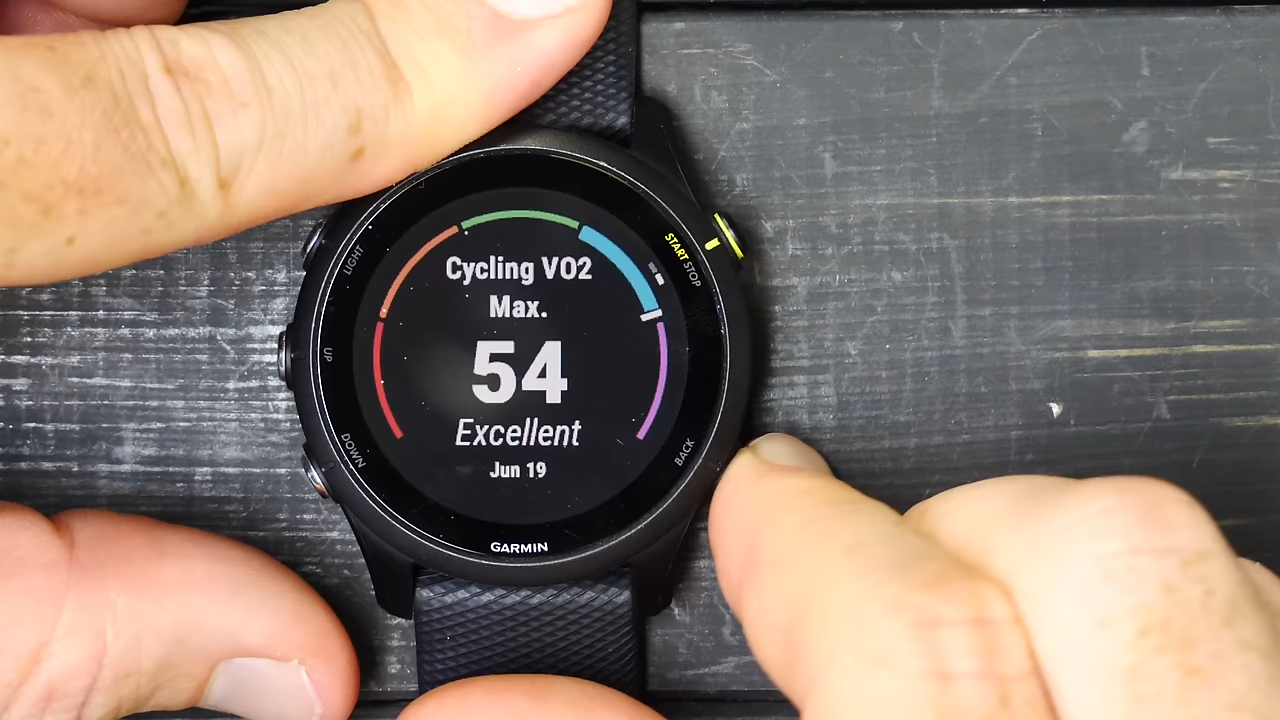 LIGHT
START STOP
Cycling VO2
Max.
UP
54
Excellent
DOWN
BACK
Jun 19
GARMIN